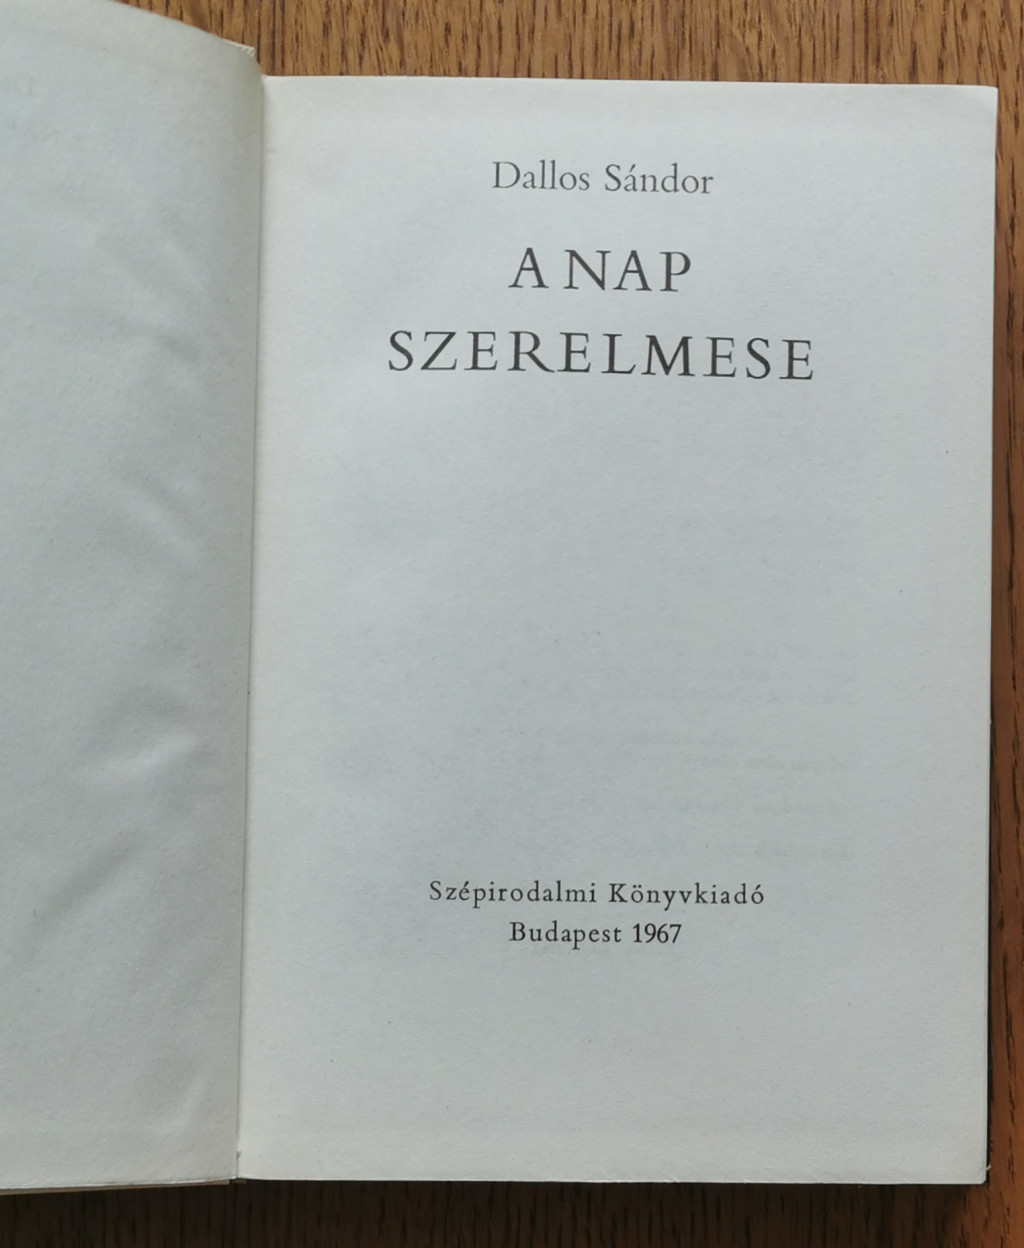 Dallos Sándor
A NAP
SZERELMESE
Szépirodalmi Könyvkiadó
Budapest 1967